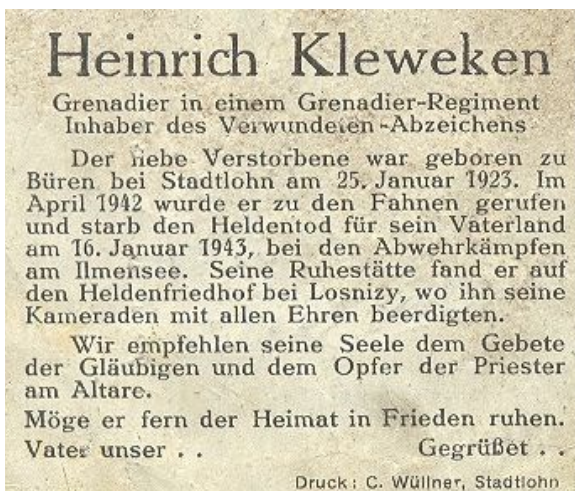 Heinrich Kleweken
Grenadier in einem Grenadier-Regiment
Inhaber des Verwundeten-Abzeichens
Der liebe Verstorbene war geboren zu
Büren bei Stadtlohn am 25. Januar 1923. Im
April 1942 wurde er zu den Fahnen gerufen
und starb den Heldentod für sein Vaterland
am 16. Januar 1943, bei den Abwehrkämpfen
am Ilmensee. Seine Ruhestätte fand er auf
den Heldenfriedhof bei Losnizy, wo ihn seine
Kameraden mit allen Ehren beerdigten.
Wir empfehlen seine Seele dem Gebete
der Gläubigen und dem Opfer der Priester
am Altare.
Möge er fern der Heimat in Frieden ruhen.
Vater unser . . Gegrüßet . .
Druck: C. Wüllner, Stadtlohn